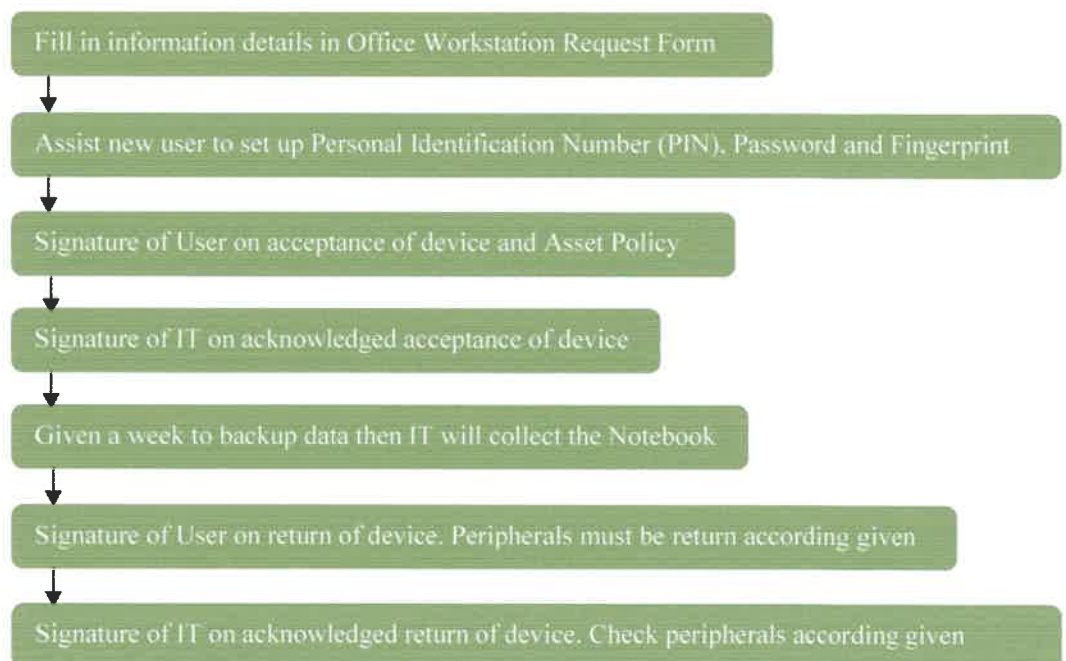 Fill in information details in Office Workstation Request Form
Assist new user to set up Personal Identification Number (PIN), Password and Fingerprint
Signature of User on acceptance of device and Asset Policy
Signature of IT on acknowledged acceptance of device
Given a week to backup data then IT will collect the Notebook
Signature of User on return of device. Peripherals must be return according given
Signature of IT on acknowledged return of device. Check peripherals according given